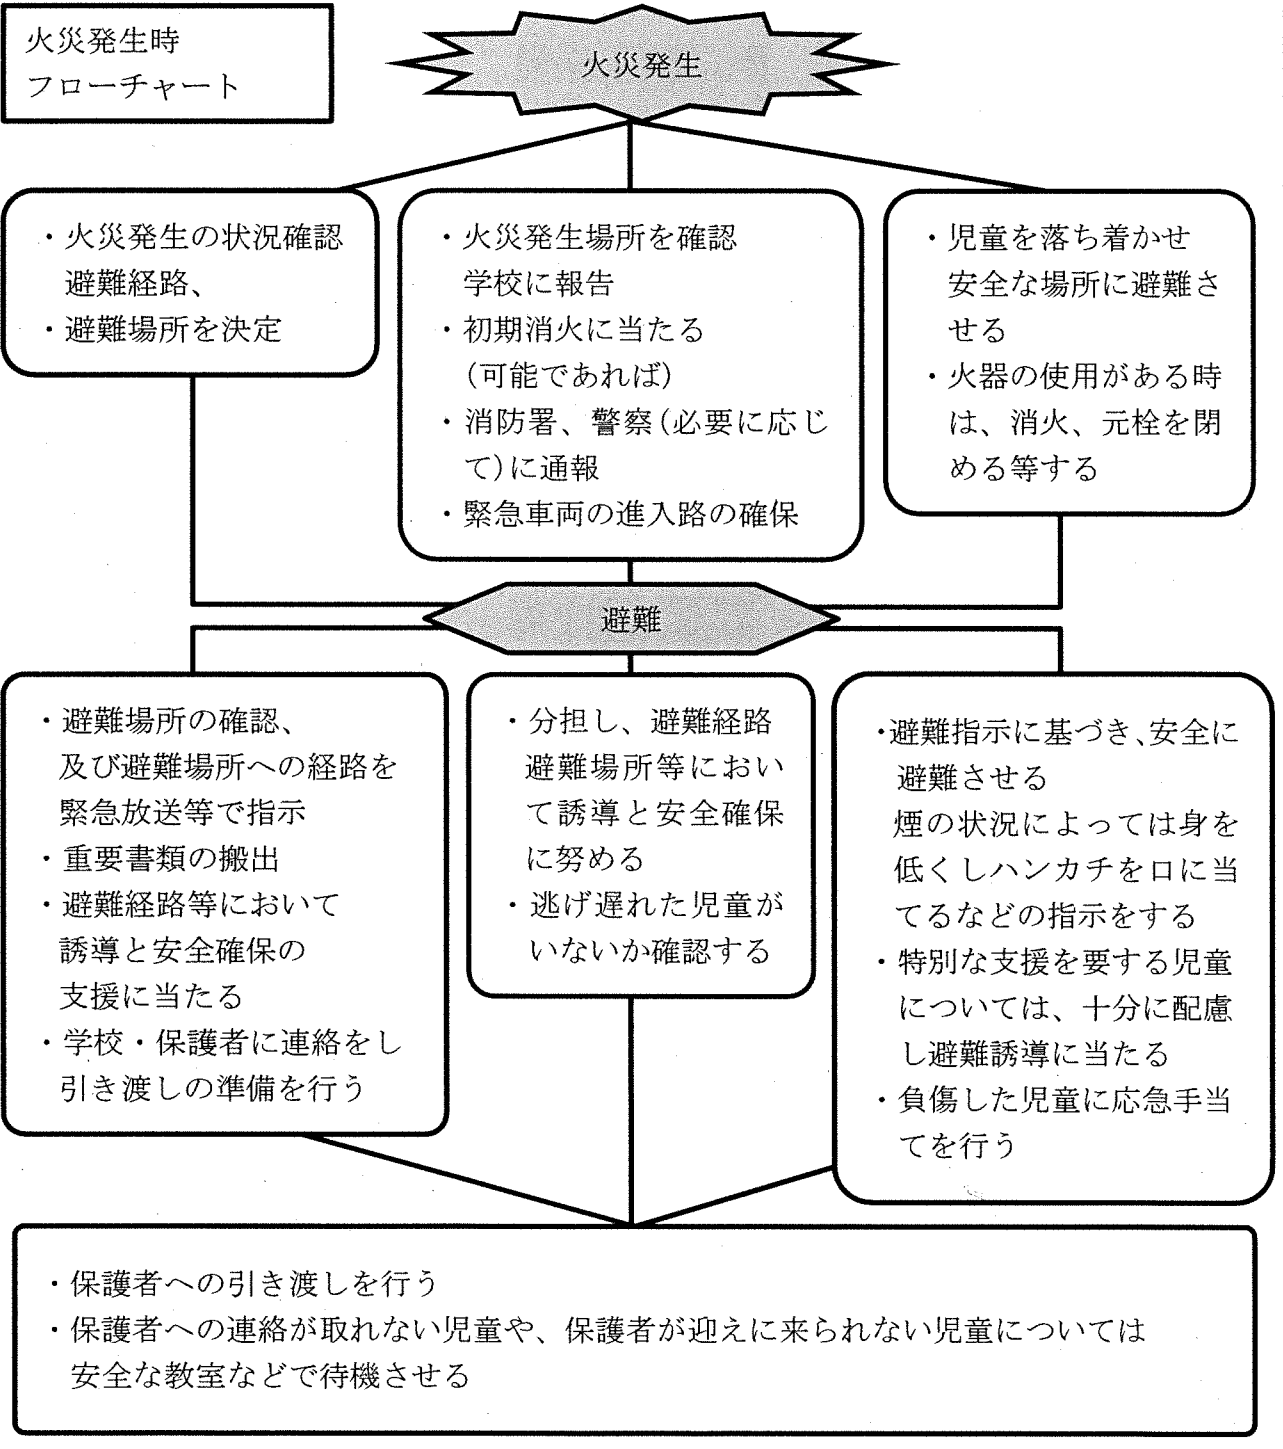 火災発生時
フローチャート
火災発生
・火災発生の状況確認
避難経路、
・避難場所を決定
・火災発生場所を確認
学校に報告
・初期消火に当たる
(可能であれば)
・消防署、警察(必要に応じ
て)に通報
・緊急車両の進入路の確保
・児童を落ち着かせ
安全な場所に避難さ
せる
・火器の使用がある時
は、消火、元栓を閉
める等する
避難
・避難場所の確認、
及び避難場所への経路を
緊急放送等で指示
・重要書類の搬出
・避難経路等において
誘導と安全確保の
支援に当たる
・学校・保護者に連絡をし
引き渡しの準備を行う
・分担し、避難経路
避難場所等におい
て誘導と安全確保
に努める
・逃げ遅れた児童が
いないか確認する
・避難指示に基づき、安全に
避難させる
煙の状況によっては身を
低くしハンカチを口に当
てるなどの指示をする
・特別な支援を要する児童
については、十分に配慮
し避難誘導に当たる
・負傷した児童に応急手当
てを行う
・保護者への引き渡しを行う
・保護者への連絡が取れない児童や、保護者が迎えに来られない児童については
安全な教室などで待機させる